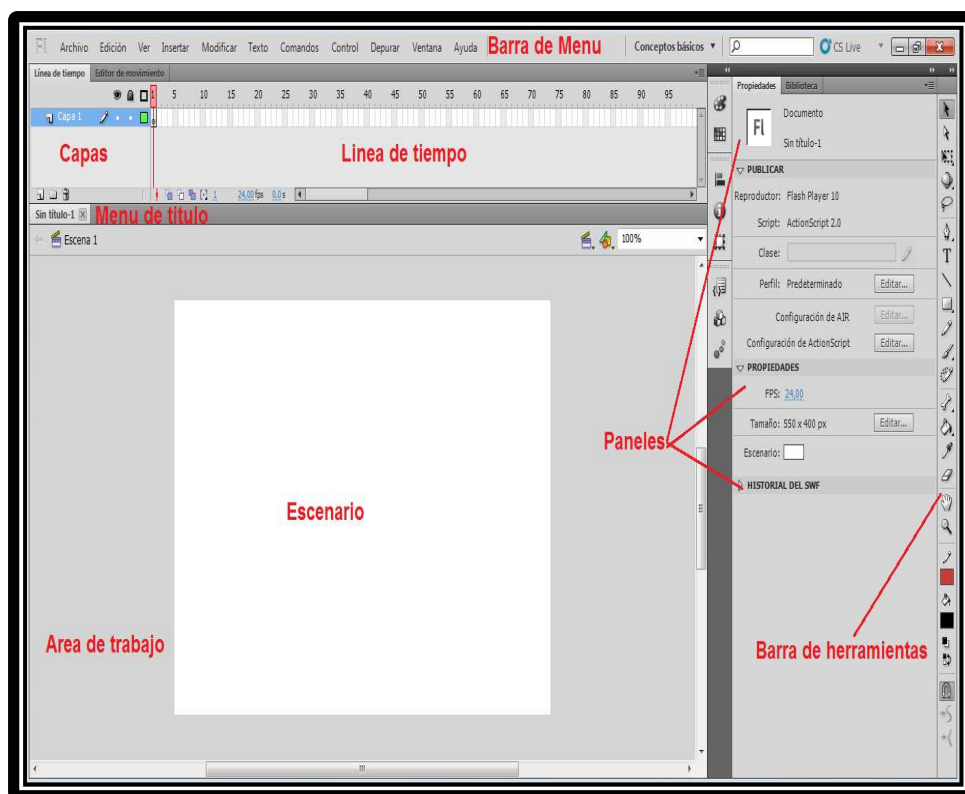 Fl Archivo Edición Ver Insertar Modificar Texto Comandos Control Depurar Ventana Ayuda Barra de Menu Conceptos básicos CS Live
Línea de tiempo Editor de movimiento
1 5 10 15 20 25 30 35 40 45 50 55 60 65 70 75 80 85 90 95
Capa 1
Capas Linea de tiempo
1 24,00 fps 0,0 s
Sin título-1 Menu de titulo
Escena 1 100%
Escenario
Area de trabajo
Propiedades Biblioteca
Fl Documento
Sin título-1
PUBLICAR
Reproductor: Flash Player 10
Script: ActionScript 2.0
Clase:
Perfil: Predeterminado Editar...
Configuración de AIR Editar...
Configuración de ActionScript Editar...
PROPIEDADES
FPS: 24,00
Tamaño: 550 x 400 px Editar...
Paneles
Escenario:
HISTORIAL DEL SWF
Barra de herramientas